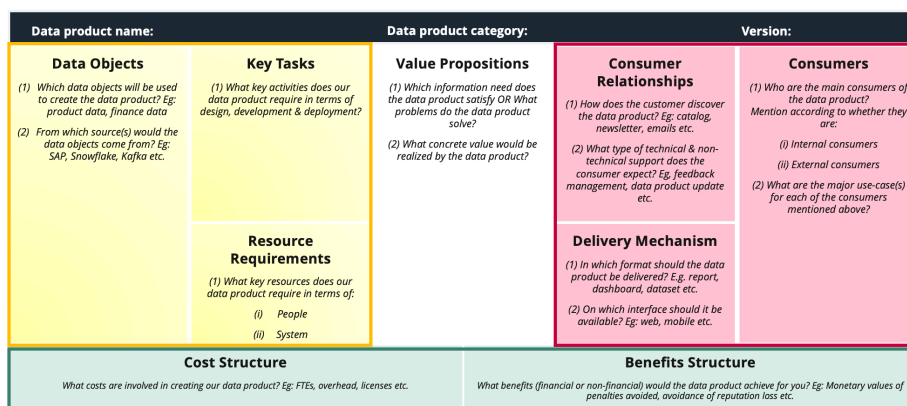 Data product name:
Data product category:
Version:
Data Objects
(1) Which data objects will be used
to create the data product? Eg:
product data, finance data
(2) From which source(s) would the
data objects come from? Eg:
SAP, Snowflake, Kafka etc.
Key Tasks
(1) What key activities does our
data product require in terms of
design, development & deployment?
Resource
Requirements
(1) What key resources does our
data product require in terms of:
(i) People
(ii) System
Value Propositions
(1) Which information need does
the data product satisfy OR What
problems do the data product
solve?
(2) What concrete value would be
realized by the data product?
Consumer
Relationships
(1) How does the customer discover
the data product? Eg: catalog,
newsletter, emails etc.
(2) What type of technical & non-
technical support does the
consumer expect? Eg, feedback
management, data product update
etc.
Delivery Mechanism
(1) In which format should the data
product be delivered? E.g. report,
dashboard, dataset etc.
(2) On which interface should it be
available? Eg: web, mobile etc.
Consumers
(1) Who are the main consumers of
the data product?
Mention according to whether they
are:
(i) Internal consumers
(ii) External consumers
(2) What are the major use-case(s)
for each of the consumers
mentioned above?
Cost Structure
What costs are involved in creating our data product? Eg: FTEs, overhead, licenses etc.
Benefits Structure
What benefits (financial or non-financial) would the data product achieve for you? Eg: Monetary values of
penalties avoided, avoidance of reputation loss etc.